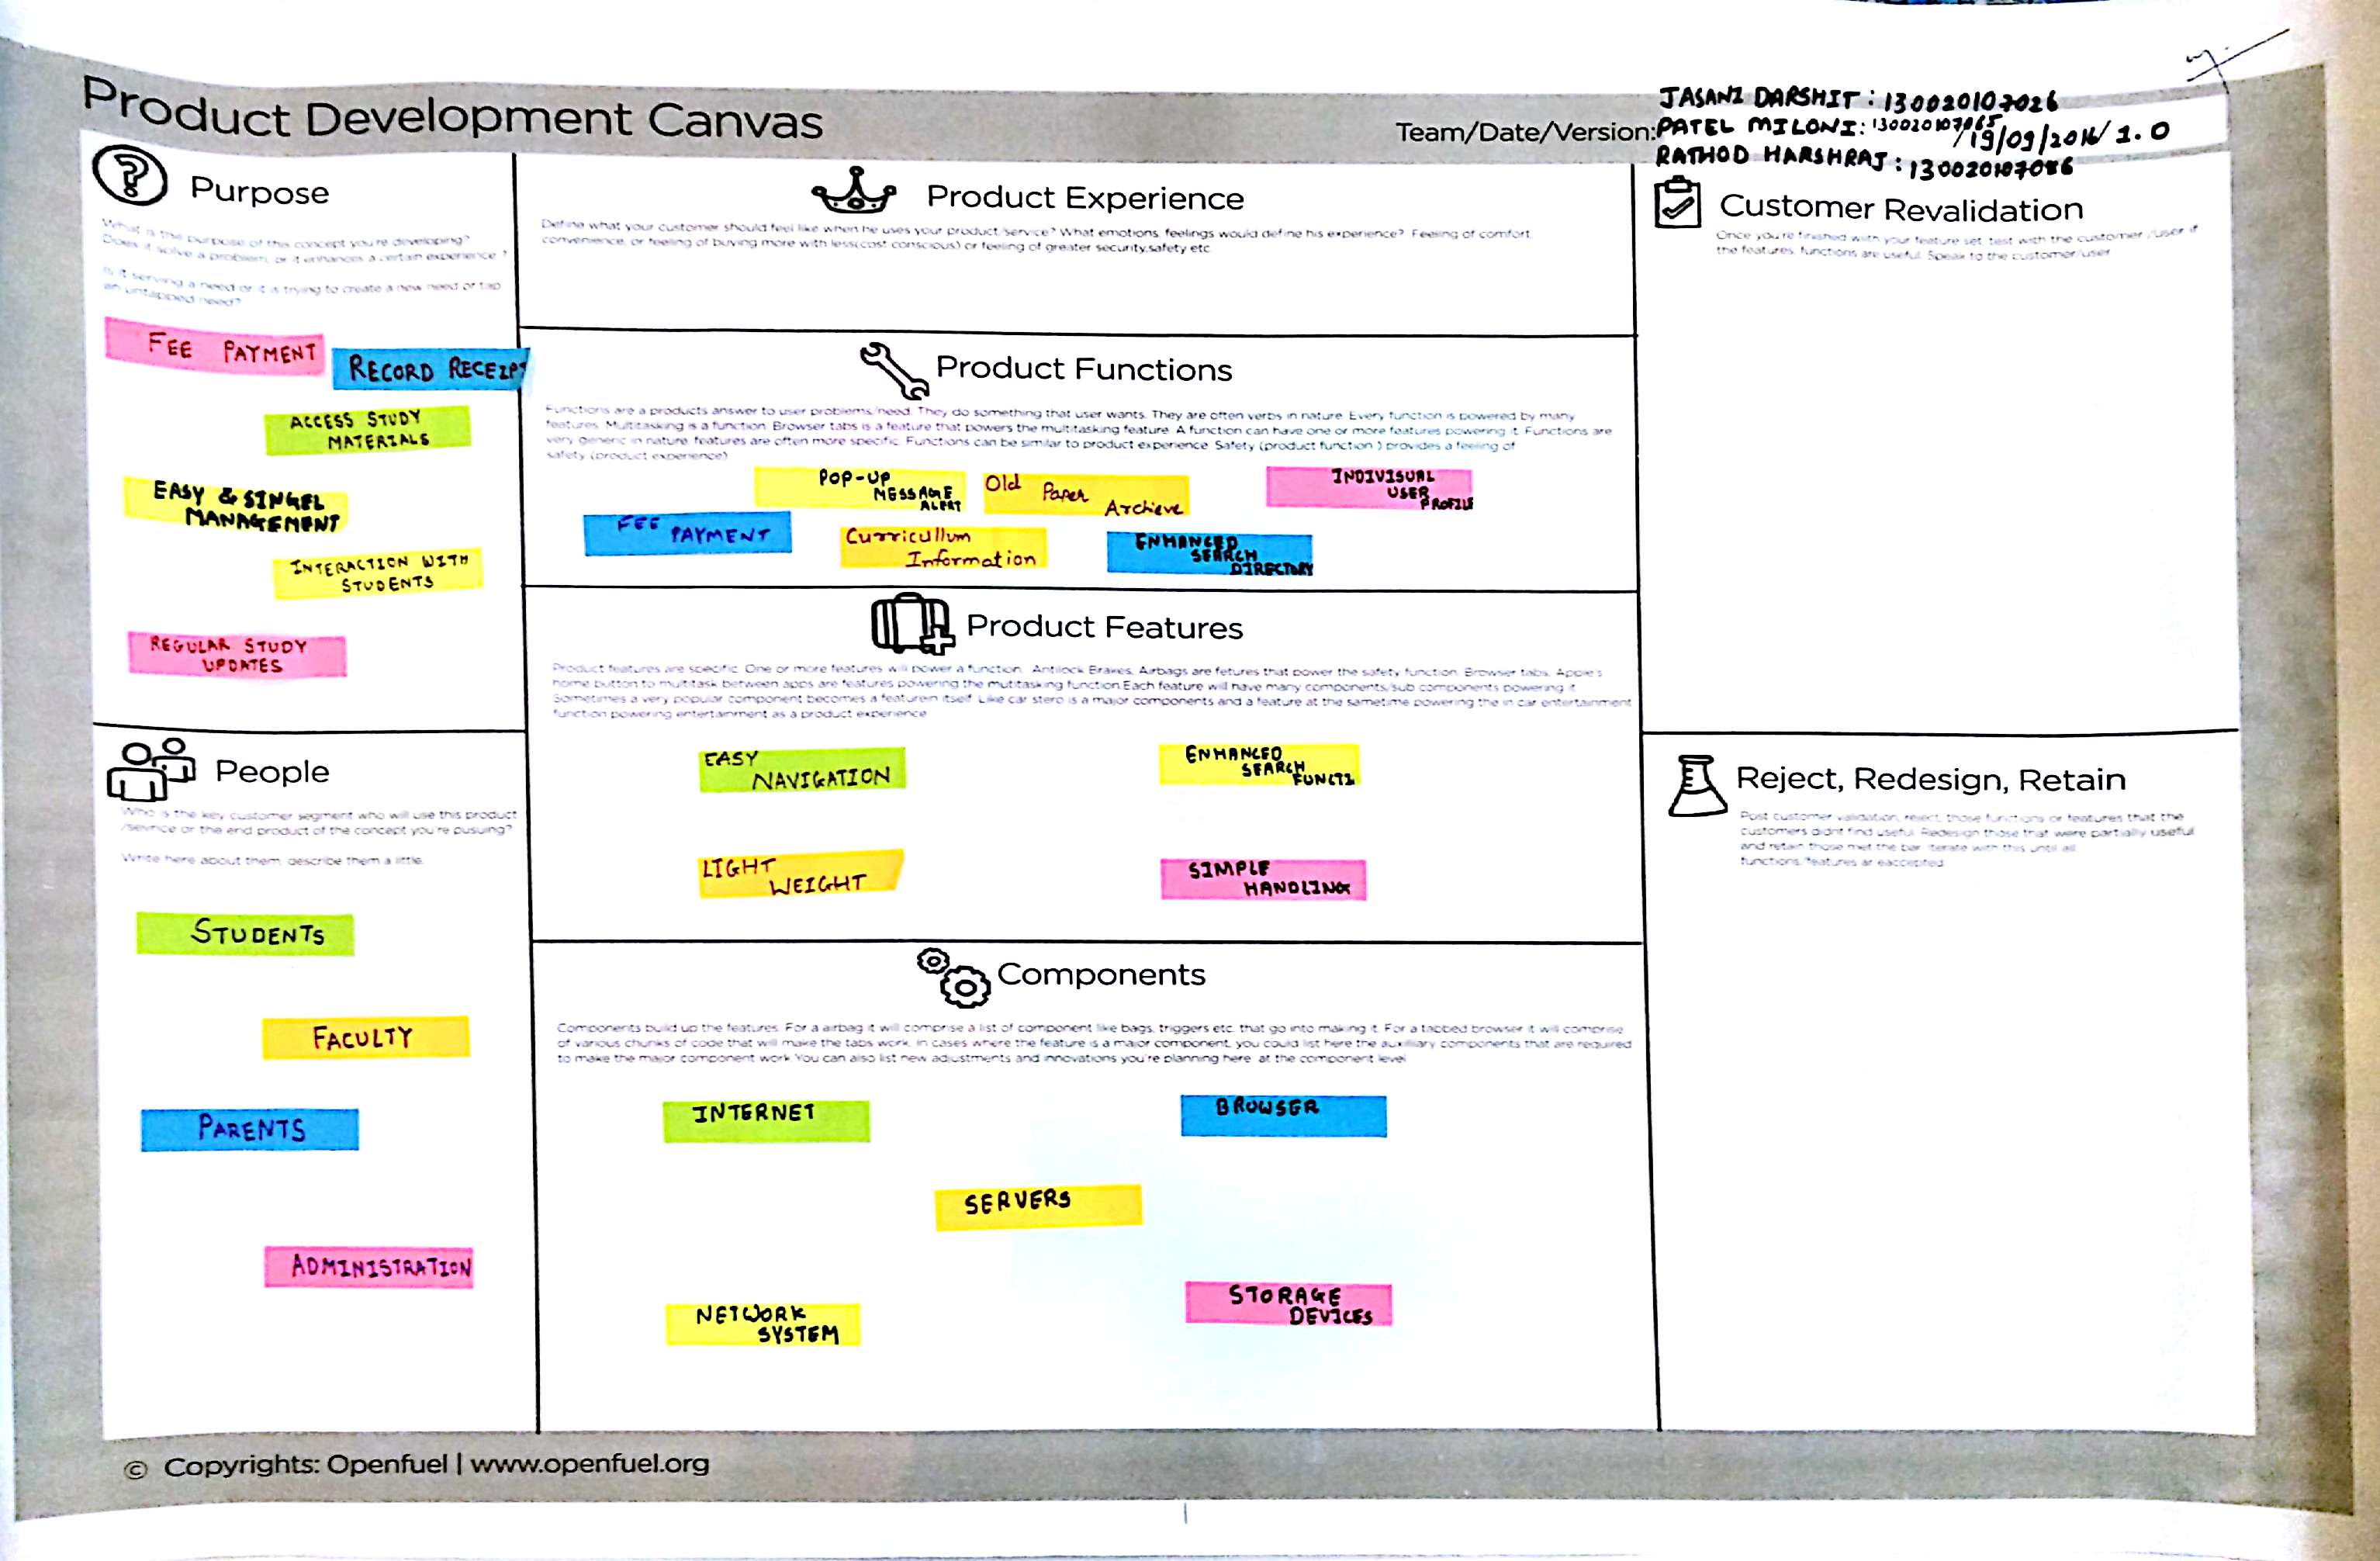 Product Development Canvas
Team/Date/Version:
JASANI DARSHIT : 130020107026
PATEL MILONI: 130020107065
/19/09/2016/ 1.0
RATHOD HARSHRAJ : 130020107086
Purpose
What is the purpose of this concept you're developing?
Does it solve a problem, or it enhances a certain experience ?
Is it serving a need or it is trying to create a new need or tap
an untapped need?
FEE PAYMENT
RECORD RECEIPT
ACCESS STUDY
MATERIALS
EASY & SINGEL
MANAGEMENT
INTERACTION WITH
STUDENTS
REGULAR STUDY
UPDATES
People
Who is the key customer segment who will use this product
/sevrice or the end product of the concept you're pusuing?
Write here about them, describe them a little.
STUDENTS
FACULTY
PARENTS
ADMINISTRATION
Product Experience
Define what your customer should feel like when he uses your product/service? What emotions, feelings would define his experience? Feeling of comfort,
convenience, or feeling of buying more with less(cost conscious) or feeling of greater security,safety etc.
Product Functions
Functions are a products answer to user problems/need. They do something that user wants. They are often verbs in nature. Every function is powered by many
features. Multitasking is a function. Browser tabs is a feature that powers the multitasking feature. A function can have one or more features powering it. Functions are
very generic in nature, features are often more specific. Functions can be similar to product experience. Safety (product function ) provides a feeling of
safety (product experience)
POP-UP
MESSAGE
ALERT
Old Paper
Archieve
INDIVISUAL
USER
PROFILE
FEE
PAYMENT
Curricullum
Information
ENHANCED
SEARCH
DIRECTORY
Product Features
Product features are specific. One or more features will power a function. Antilock Brakes, Airbags are fetures that power the safety function. Browser tabs, Apple's
home button to multitask between apps are features powering the mutitasking function.Each feature will have many components/sub components powering it.
Sometimes a very popular component becomes a featurein itself. Like car stero is a major components and a feature at the sametime powering the in car entertainment
function powering entertainment as a product experience
EASY
NAVIGATION
ENHANCED
SEARCH
FUNCTI
LIGHT
WEIGHT
SIMPLE
HANDLING
Components
Components build up the features. For a airbag it will comprise a list of component like bags, triggers etc. that go into making it. For a tabbed browser it will comprise
of various chunks of code that will make the tabs work. In cases where the feature is a major component, you could list here the auxilliary components that are required
to make the major component work. You can also list new adjustments and innovations you're planning here, at the component level
INTERNET
BROWSER
SERVERS
NETWORK
SYSTEM
STORAGE
DEVICES
Customer Revalidation
Once you're finished with your feature set, test with the customer /user if
the features, functions are useful. Speak to the customer/user
Reject, Redesign, Retain
Post customer validation, reject, those functions or features that the
customers didnt find useful. Redesign those that were partially useful
and retain those met the bar. Iterate with this until all
functions/features ar eaccepted
© Copyrights: Openfuel | www.openfuel.org